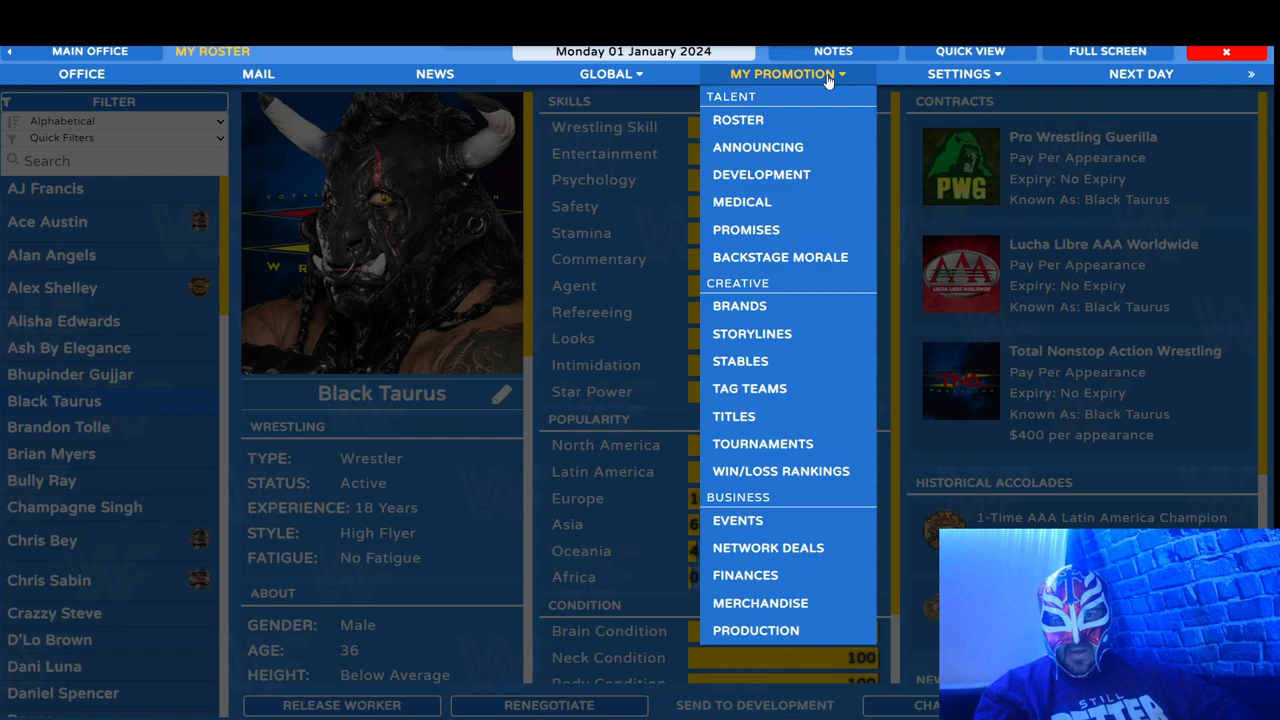 MAIN OFFICE
MY ROSTER
Monday 01 January 2024
NOTES
QUICK VIEW
FULL SCREEN
OFFICE
MAIL
NEWS
GLOBAL
MY PROMOTION
SETTINGS
NEXT DAY
FILTER
Alphabetical
Quick Filters
Search
AJ Francis
Ace Austin
Alan Angels
Alex Shelley
Alisha Edwards
Ash By Elegance
Bhupinder Gujjar
Black Taurus
Brandon Tolle
Brian Myers
Bully Ray
Champagne Singh
Chris Bey
Chris Sabin
Crazzy Steve
D'Lo Brown
Dani Luna
Daniel Spencer
Black Taurus
WRESTLING
TYPE: Wrestler
STATUS: Active
EXPERIENCE: 18 Years
STYLE: High Flyer
FATIGUE: No Fatigue
ABOUT
GENDER: Male
AGE: 36
HEIGHT: Below Average
RELEASE WORKER
RENEGOTIATE
SEND TO DEVELOPMENT
CHA
SKILLS
Wrestling Skill
Entertainment
Psychology
Safety
Stamina
Commentary
Agent
Refereeing
Looks
Intimidation
Star Power
POPULARITY
North America
Latin America
Europe
Asia
Oceania
Africa
CONDITION
Brain Condition
Neck Condition 100
TALENT
ROSTER
ANNOUNCING
DEVELOPMENT
MEDICAL
PROMISES
BACKSTAGE MORALE
CREATIVE
BRANDS
STORYLINES
STABLES
TAG TEAMS
TITLES
TOURNAMENTS
WIN/LOSS RANKINGS
BUSINESS
EVENTS
NETWORK DEALS
FINANCES
MERCHANDISE
PRODUCTION
CONTRACTS
PWG
Pro Wrestling Guerilla
Pay Per Appearance
Expiry: No Expiry
Known As: Black Taurus
AAA
Lucha Libre AAA Worldwide
Pay Per Appearance
Expiry: No Expiry
Known As: Black Taurus
Total Nonstop Action Wrestling
Pay Per Appearance
Expiry: No Expiry
Known As: Black Taurus
$400 per appearance
HISTORICAL ACCOLADES
1-Time AAA Latin America Champion
STILL